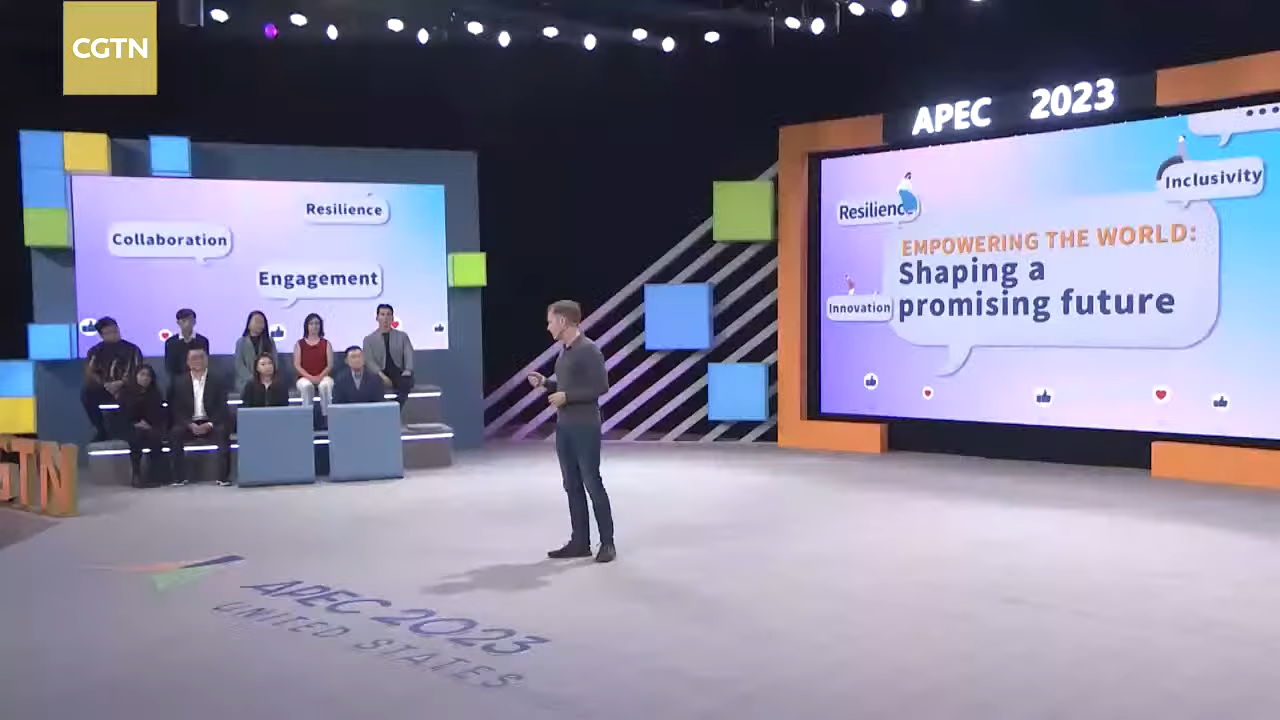 CGTN
APEC 2023
Resilience
Collaboration
Engagement
Resilience
Inclusivity
EMPOWERING THE WORLD:
Shaping a
promising future
Innovation
GTN
APEC 2023
UNITED STATES